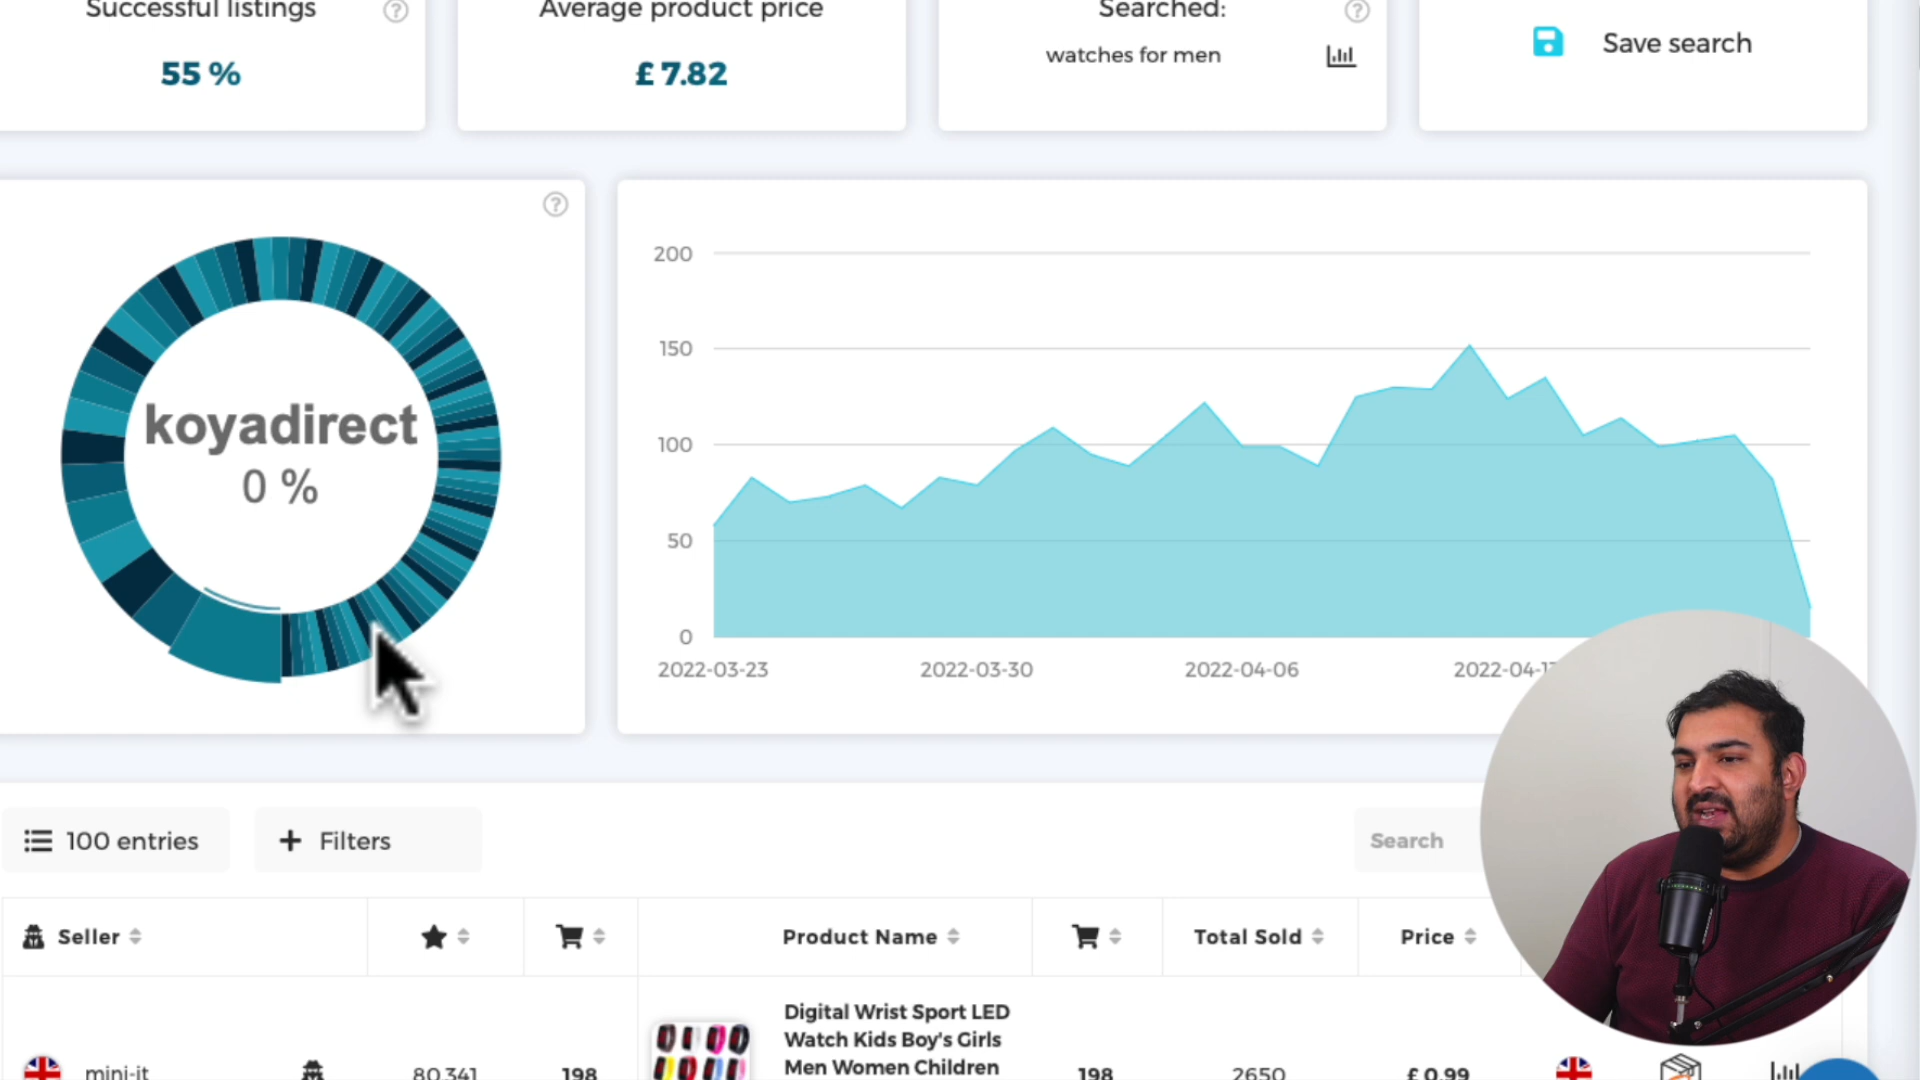 Successful listings
55 %
Average product price
£ 7.82
Searched:
watches for men
Save search
koyadirect
0 %
200
150
100
50
0
2022-03-23
2022-03-30
2022-04-06
100 entries
+ Filters
Search
Seller
Product Name
Total Sold
Price
mini-it
80,341
198
Digital Wrist Sport LED
Watch Kids Boy's Girls
Men Women Children
198
2650
£ 0.99